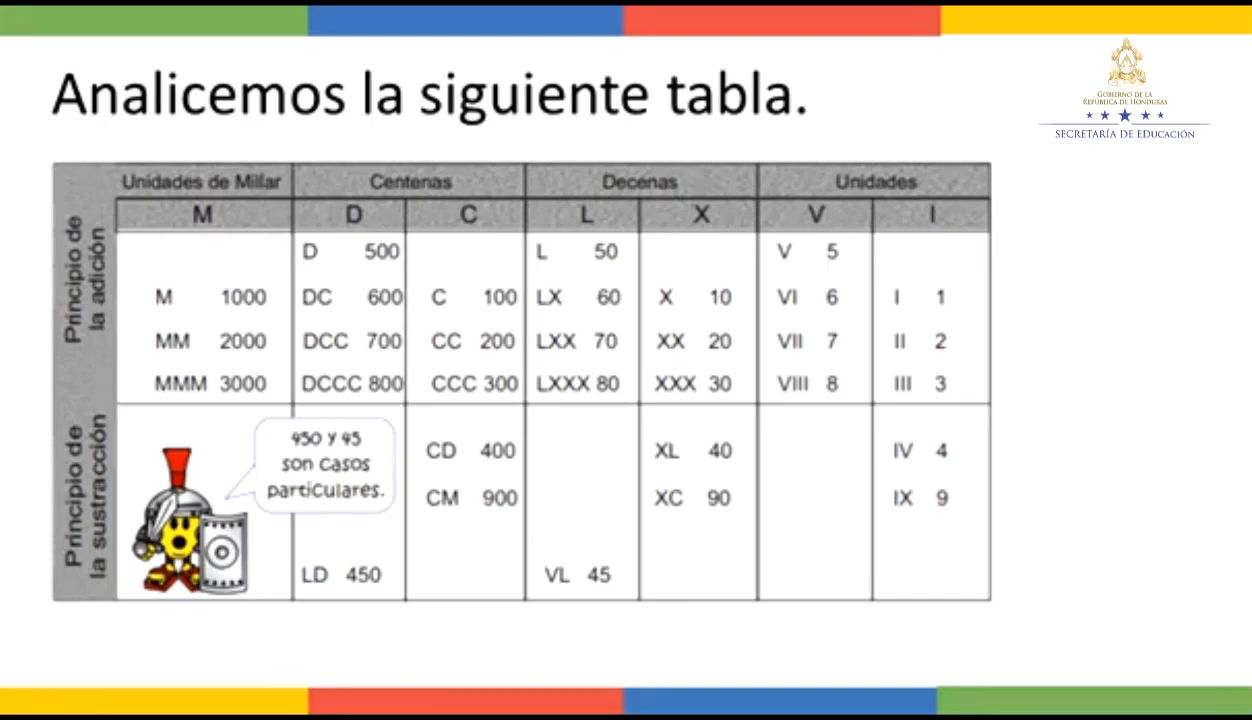 Analicemos la siguiente tabla.
GOBIERNO DE LA
REPÚBLICA DE HONDURAS
SECRETARÍA DE EDUCACIÓN
Unidades de Millar Centenas Decenas Unidades
M D C L X V I
Principio de
la adición
D 500 L 50 V 5
M 1000 DC 600 C 100 LX 60 X 10 VI 6 I 1
MM 2000 DCC 700 CC 200 LXX 70 XX 20 VII 7 II 2
MMM 3000 DCCC 800 CCC 300 LXXX 80 XXX 30 VIII 8 III 3
Principio de
la sustracción
450 y 45
son casos
particulares.
CD 400 XL 40 IV 4
CM 900 XC 90 IX 9
LD 450 VL 45